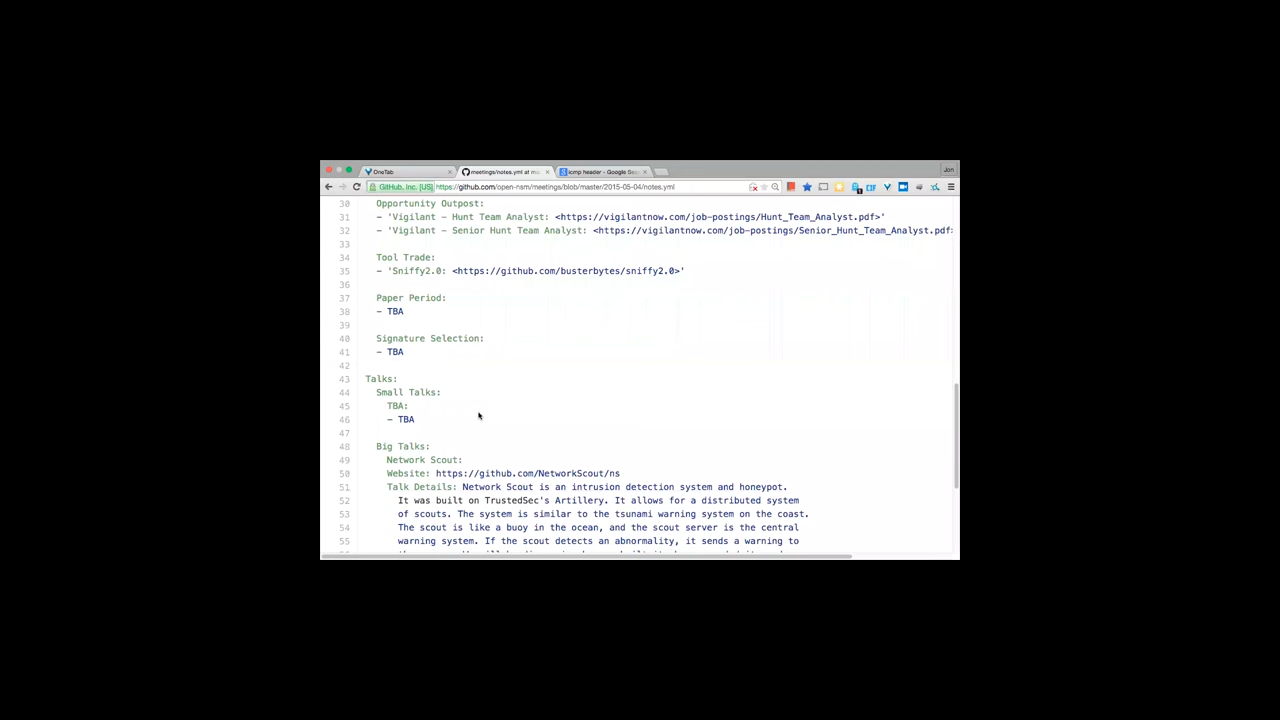 OneTab
meetings/notes.yml at ma...
icmp header - Google Sea
Jon
GitHub, Inc. [US] https://github.com/open-nsm/meetings/blob/master/2015-05-04/notes.yml
30 Opportunity Outpost:
31 - 'Vigilant - Hunt Team Analyst: <https://vigilantnow.com/job-postings/Hunt_Team_Analyst.pdf>'
32 - 'Vigilant - Senior Hunt Team Analyst: <https://vigilantnow.com/job-postings/Senior_Hunt_Team_Analyst.pdf>
33
34 Tool Trade:
35 - 'Sniffy2.0: <https://github.com/busterbytes/sniffy2.0>'
36
37 Paper Period:
38 - TBA
39
40 Signature Selection:
41 - TBA
42
43 Talks:
44 Small Talks:
45 TBA:
46 - TBA
47
48 Big Talks:
49 Network Scout:
50 Website: https://github.com/NetworkScout/ns
51 Talk Details: Network Scout is an intrusion detection system and honeypot.
52 It was built on TrustedSec's Artillery. It allows for a distributed system
53 of scouts. The system is similar to the tsunami warning system on the coast.
54 The scout is like a buoy in the ocean, and the scout server is the central
55 warning system. If the scout detects an abnormality, it sends a warning to